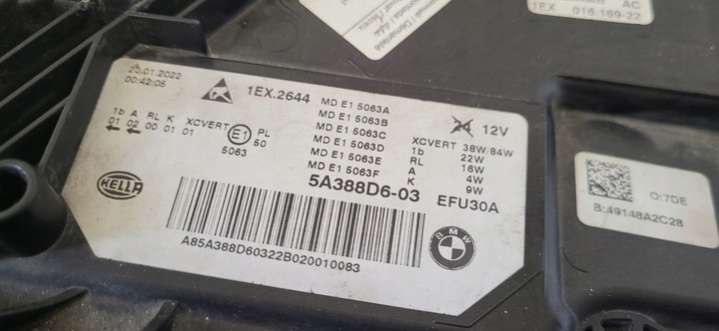 1EX 016.169-22
AC
25.01.2022
00:42:05
1EX.2644
MD E1 5063A
MD E1 5063B
MD E1 5063C
MD E1 5063D
MD E1 5063E
MD E1 5063F
12V
XCVERT 38W/84W
1b 22W
RL 16W
A 4W
K 9W
1b A RL K XCVERT E1 PL
01 02 00 01 01 50
5063
HELLA
5A388D6-03
EFU30A
BMW
A85A388D60322B020010083
O:7DE
B:49148A2C28